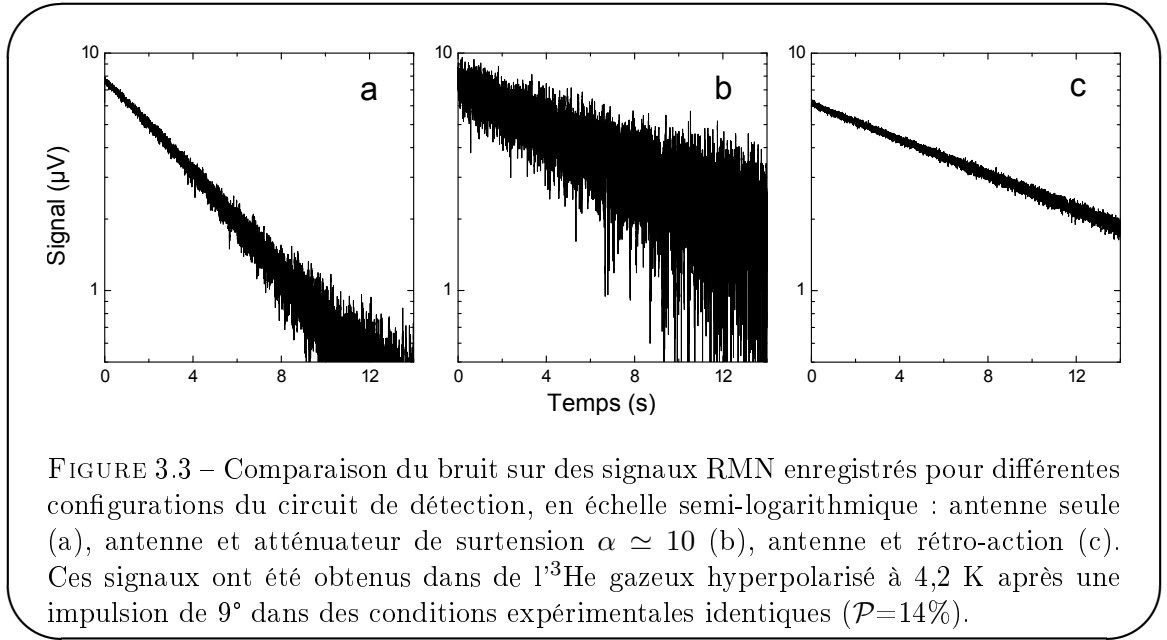 10
1
Signal (µV)
a
b
c
0 4 8 12
10
1
0 4 8 12
10
1
0 4 8 12
Temps (s)
FIGURE 3.3 – Comparaison du bruit sur des signaux RMN enregistrés pour différentes
configurations du circuit de détection, en échelle semi-logarithmique : antenne seule
(a), antenne et atténuateur de surtension α ≃ 10 (b), antenne et rétro-action (c).
Ces signaux ont été obtenus dans de l'³He gazeux hyperpolarisé à 4,2 K après une
impulsion de 9° dans des conditions expérimentales identiques (𝒫=14%).